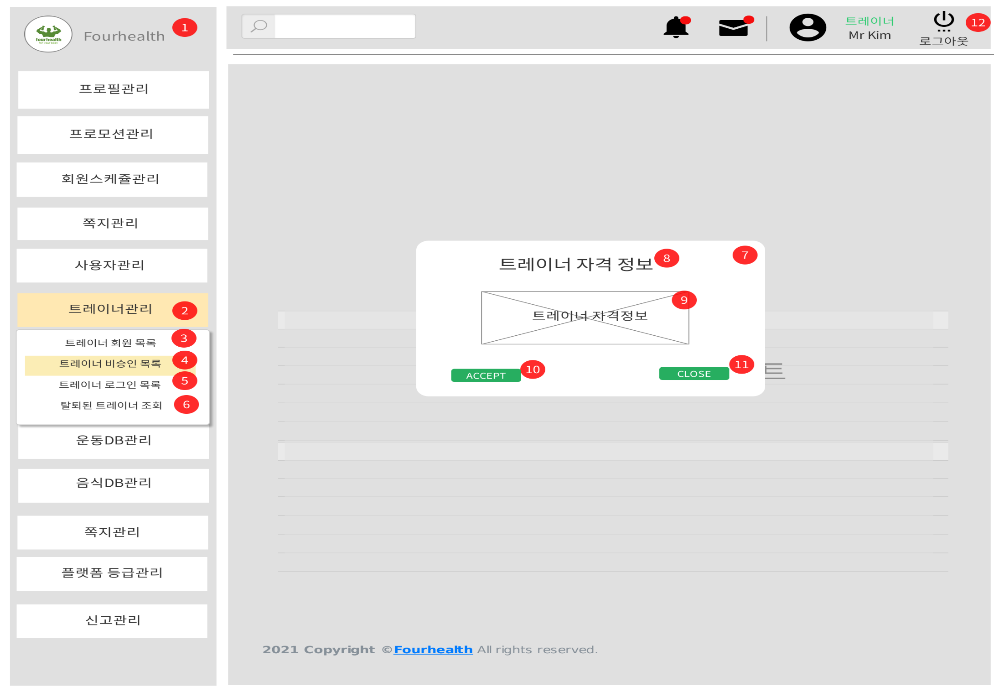 fourhealth
for your body
Fourhealth
1
트레이너
Mr Kim
로그아웃
12
프로필관리
프로모션관리
회원스케쥴관리
쪽지관리
사용자관리
트레이너관리
2
트레이너 회원 목록
3
트레이너 비승인 목록
4
트레이너 로그인 목록
5
탈퇴된 트레이너 조회
6
운동DB관리
음식DB관리
쪽지관리
플랫폼 등급관리
신고관리
트레이너 자격 정보
8
7
트레이너 자격정보
9
ACCEPT
10
CLOSE
11
트
2021 Copyright ©Fourhealth All rights reserved.